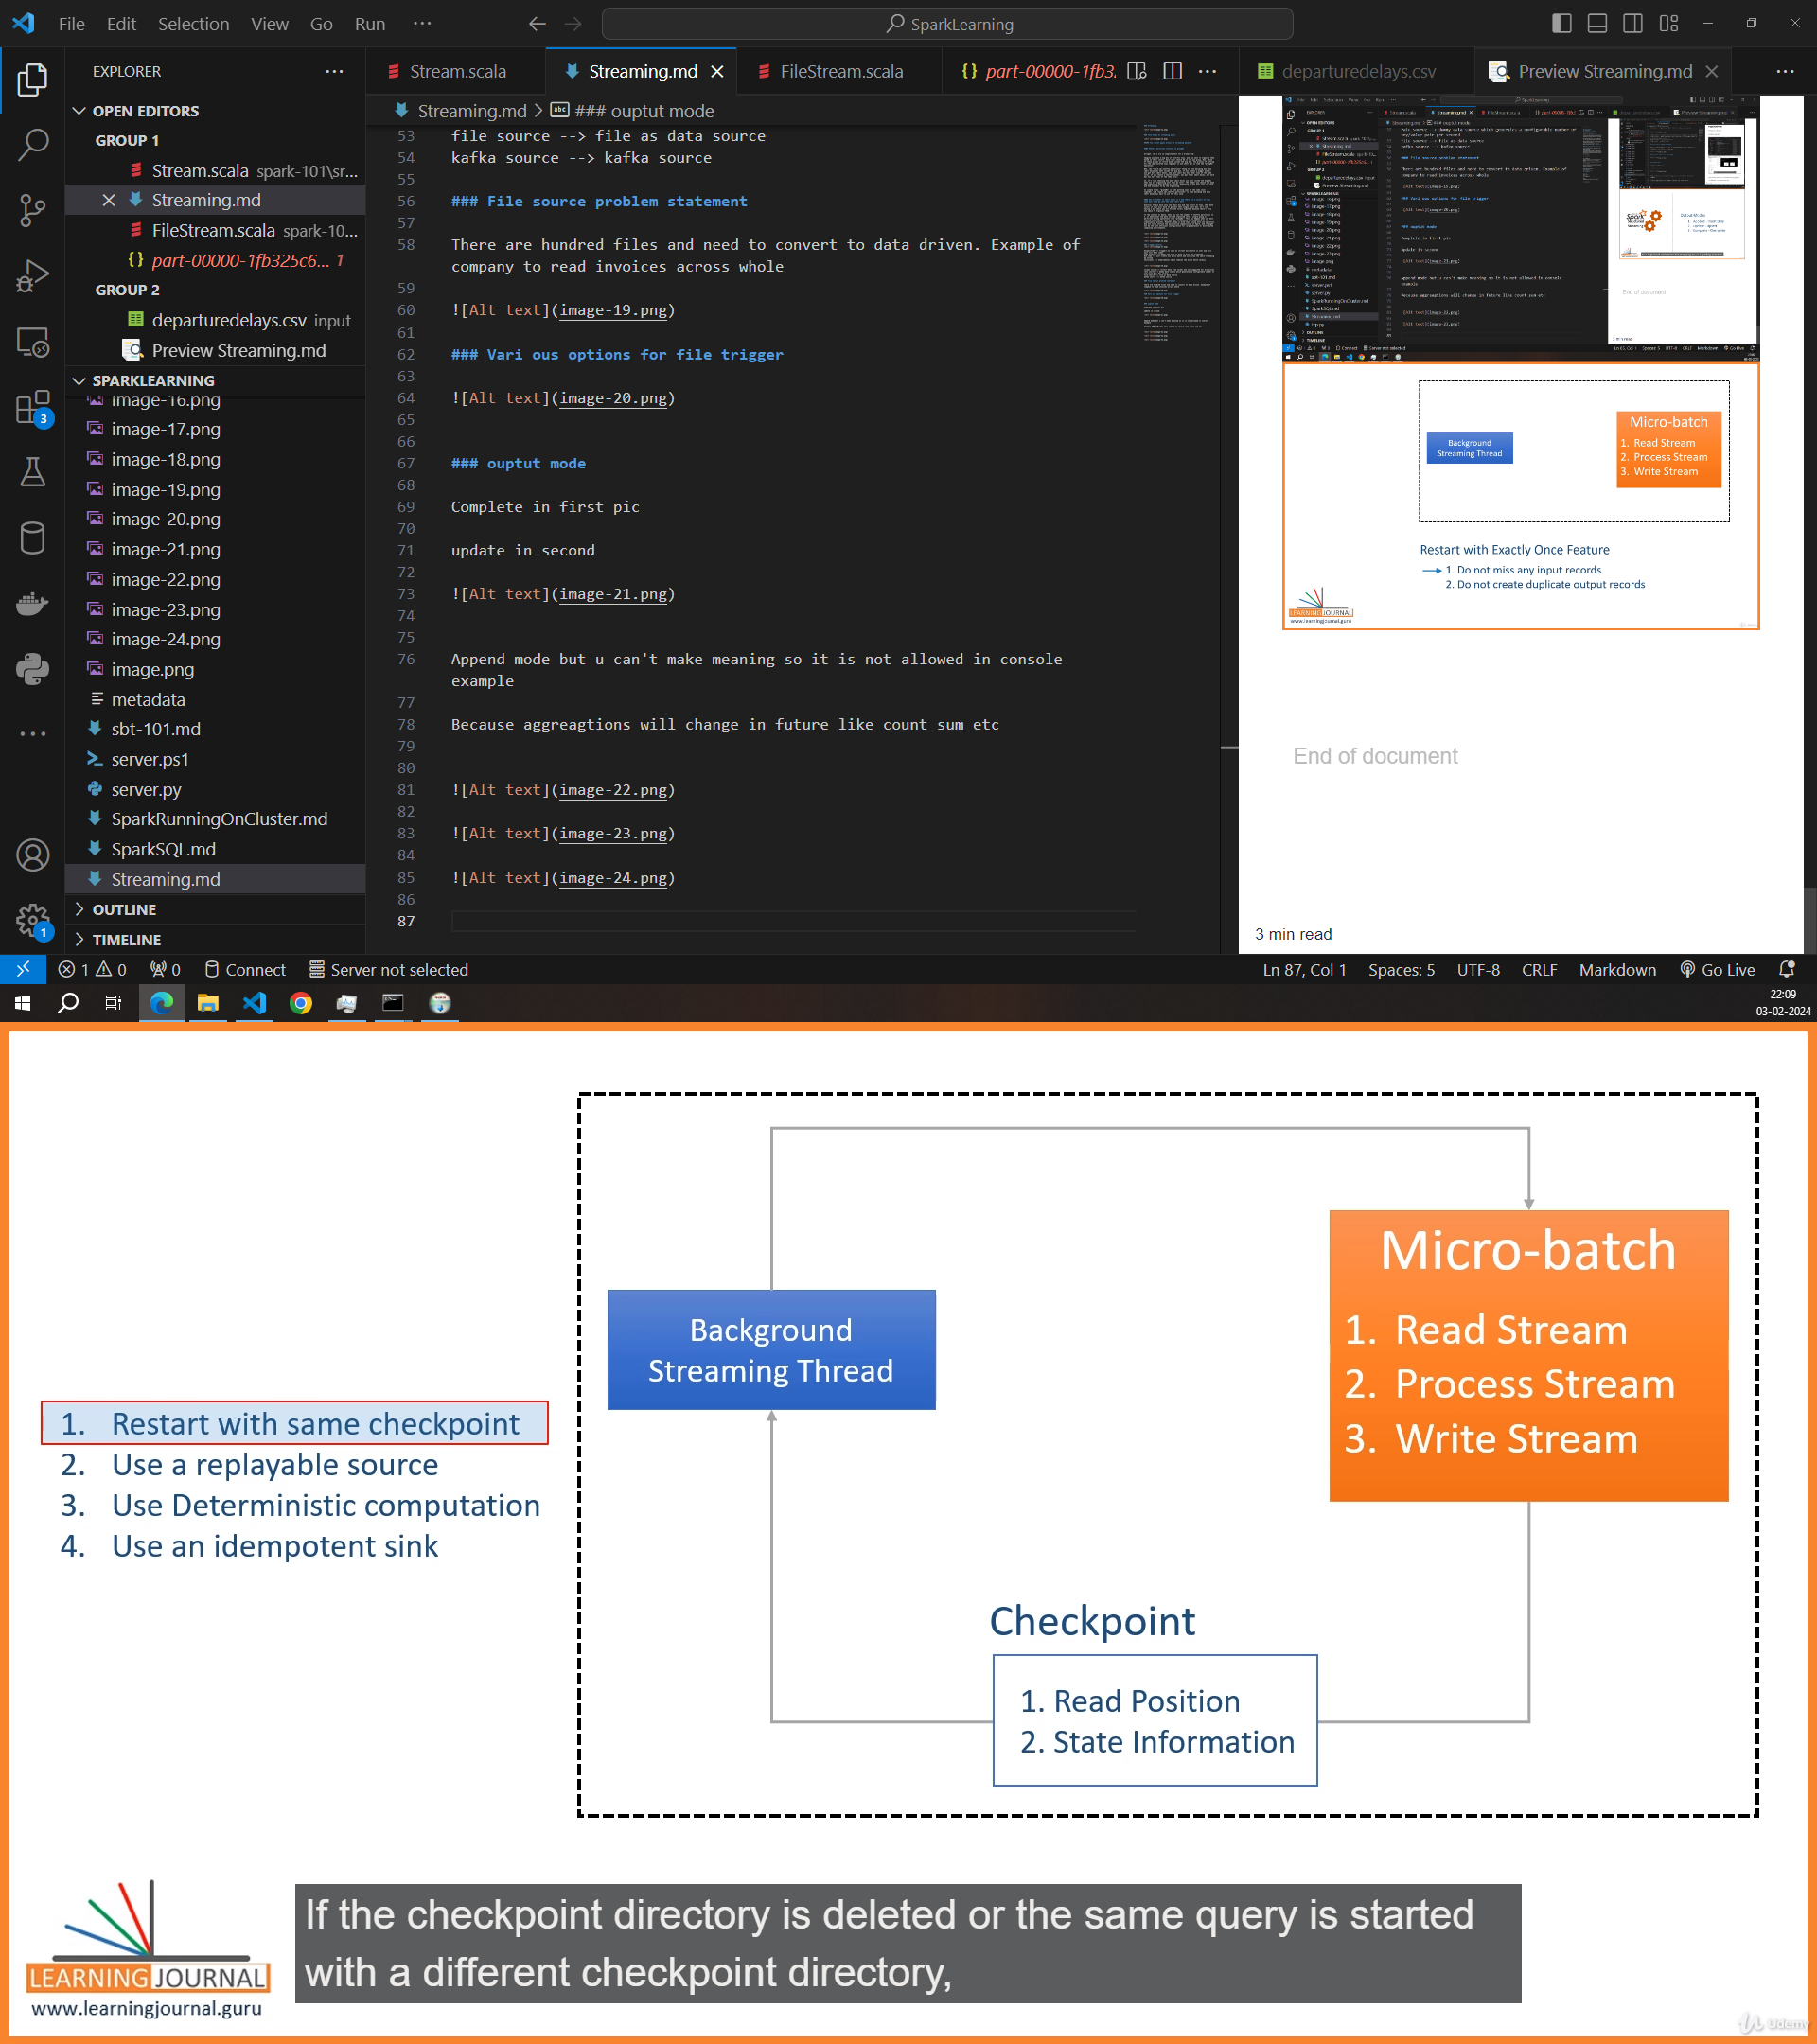 File Edit Selection View Go Run ···
SparkLearning
EXPLORER
OPEN EDITORS
GROUP 1
Stream.scala spark-101\sr...
Streaming.md
FileStream.scala spark-10...
{} part-00000-1fb325c6... 1
GROUP 2
departuredelays.csv input
Preview Streaming.md
SPARKLEARNING
image-16.png
image-17.png
image-18.png
image-19.png
image-20.png
image-21.png
image-22.png
image-23.png
image-24.png
image.png
metadata
sbt-101.md
server.ps1
server.py
SparkRunningOnCluster.md
SparkSQL.md
Streaming.md
OUTLINE
TIMELINE
3
1
Stream.scala
Streaming.md
FileStream.scala
{} part-00000-1fb3.
departuredelays.csv
Preview Streaming.md
Streaming.md > abc ### ouptut mode
53 file source --> file as data source
54 kafka source --> kafka source
55
56 ### File source problem statement
57
58 There are hundred files and need to convert to data driven. Example of
company to read invoices across whole
59
60 ![Alt text](image-19.png)
61
62 ### Vari ous options for file trigger
63
64 ![Alt text](image-20.png)
65
66
67 ### ouptut mode
68
69 Complete in first pic
70
71 update in second
72
73 ![Alt text](image-21.png)
74
75
76 Append mode but u can't make meaning so it is not allowed in console
example
77
78 Because aggreagtions will change in future like count sum etc
79
80
81 ![Alt text](image-22.png)
82
83 ![Alt text](image-23.png)
84
85 ![Alt text](image-24.png)
86
87
Background
Streaming Thread
Micro-batch
1. Read Stream
2. Process Stream
3. Write Stream
Restart with Exactly Once Feature
1. Do not miss any input records
2. Do not create duplicate output records
LEARNING JOURNAL
www.learningjournal.guru
End of document
3 min read
1 0 0 Connect Server not selected
Ln 87, Col 1 Spaces: 5 UTF-8 CRLF Markdown Go Live
22:09
03-02-2024
Background
Streaming Thread
Micro-batch
1. Read Stream
2. Process Stream
3. Write Stream
1. Restart with same checkpoint
2. Use a replayable source
3. Use Deterministic computation
4. Use an idempotent sink
Checkpoint
1. Read Position
2. State Information
If the checkpoint directory is deleted or the same query is started
with a different checkpoint directory,
LEARNING JOURNAL
www.learningjournal.guru
Udemy